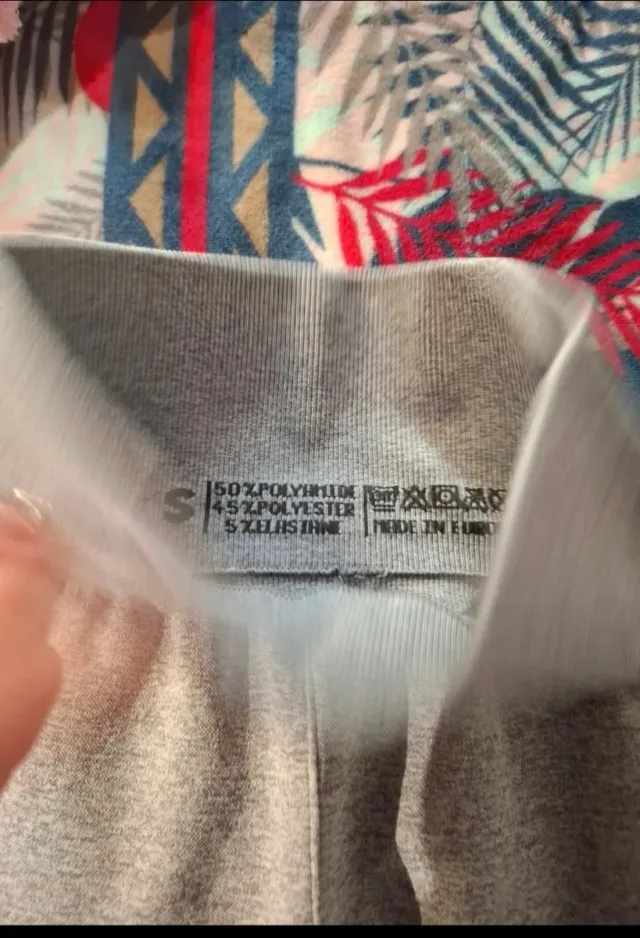 S
50%POLYAMIDE
45%POLYESTER
5%ELASTANE
MADE IN